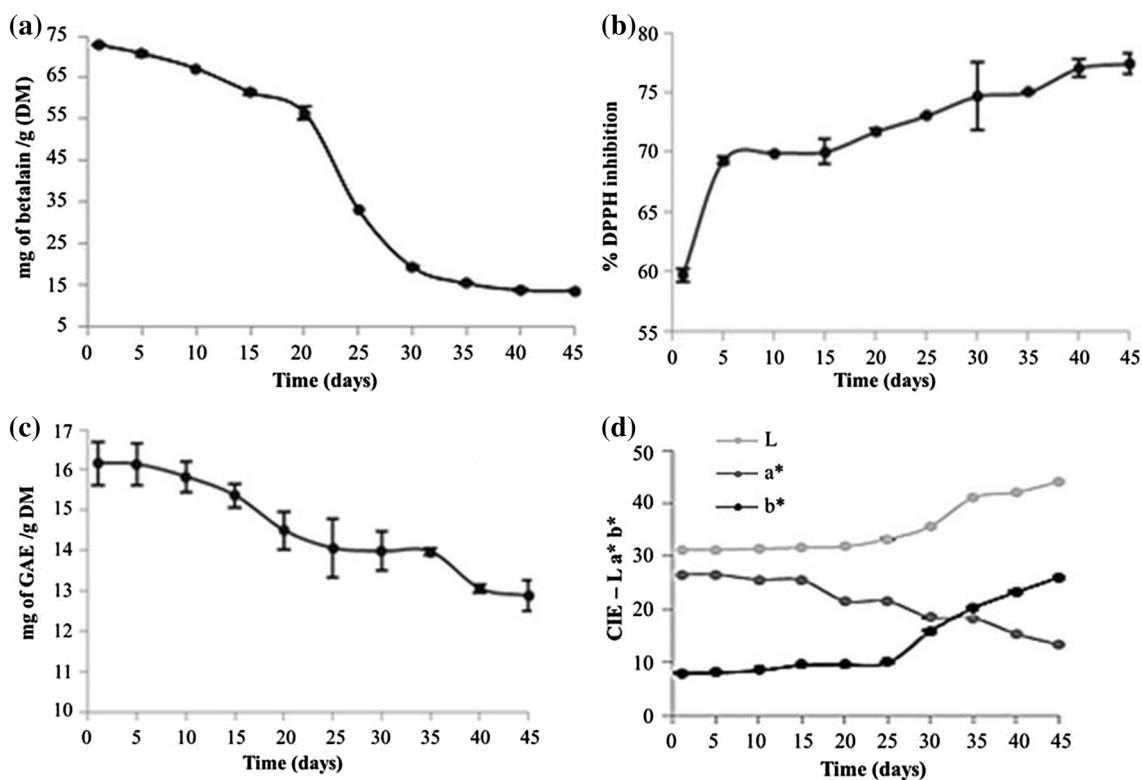 (a)
mg of betalain /g (DM)
75
65
55
45
35
25
15
5
0 5 10 15 20 25 30 35 40 45
Time (days)
(b)
% DPPH inhibition
80
75
70
65
60
55
0 5 10 15 20 25 30 35 40 45
Time (days)
(c)
mg of GAE /g DM
17
16
15
14
13
12
11
10
0 5 10 15 20 25 30 35 40 45
Time (days)
(d)
L
a*
b*
CIE – L a* b*
50
40
30
20
10
0
0 5 10 15 20 25 30 35 40 45
Time (days)